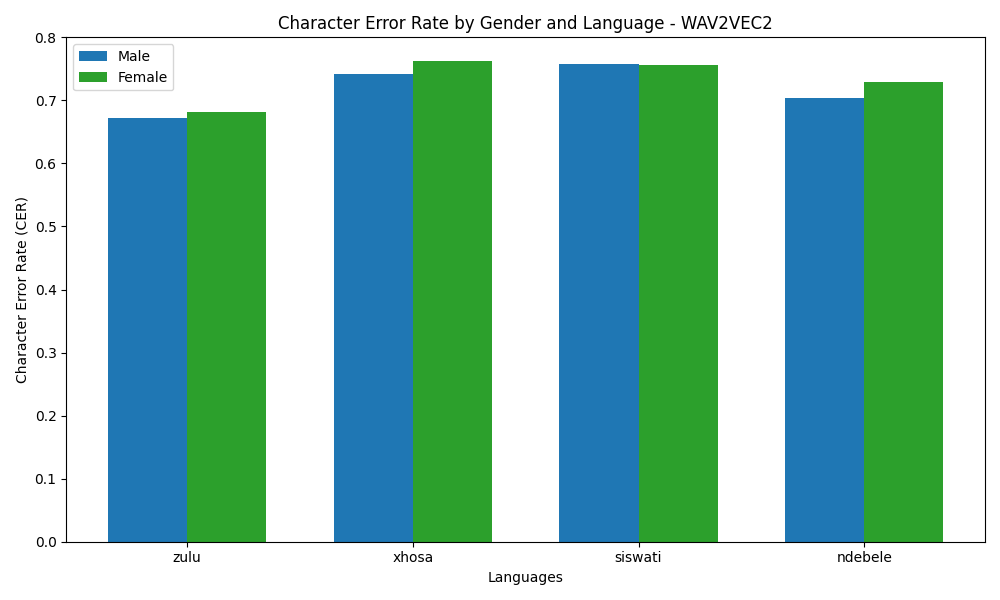 Character Error Rate by Gender and Language - WAV2VEC2
Male
Female
Character Error Rate (CER)
0.8
0.7
0.6
0.5
0.4
0.3
0.2
0.1
0.0
zulu
xhosa
siswati
ndebele
Languages